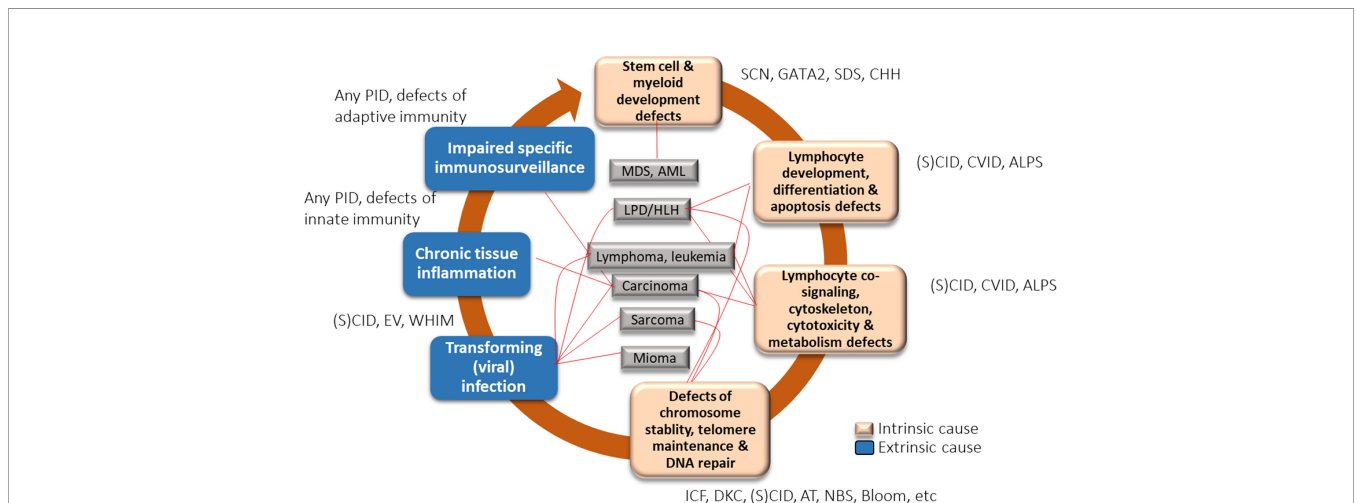 Stem cell &
myeloid
development
defects
SCN, GATA2, SDS, CHH
Any PID, defects of
adaptive immunity
Impaired specific
immunosurveillance
MDS, AML
Lymphocyte
development,
differentiation &
apoptosis defects
(S)CID, CVID, ALPS
Any PID, defects of
innate immunity
LPD/HLH
Chronic tissue
inflammation
Lymphoma, leukemia
Carcinoma
Lymphocyte co-
signaling,
cytoskeleton,
cytotoxicity &
metabolism defects
(S)CID, CVID, ALPS
(S)CID, EV, WHIM
Sarcoma
Transforming
(viral)
infection
Mioma
Defects of
chromosome
stablity, telomere
maintenance &
DNA repair
Intrinsic cause
Extrinsic cause
ICF, DKC, (S)CID, AT, NBS, Bloom, etc